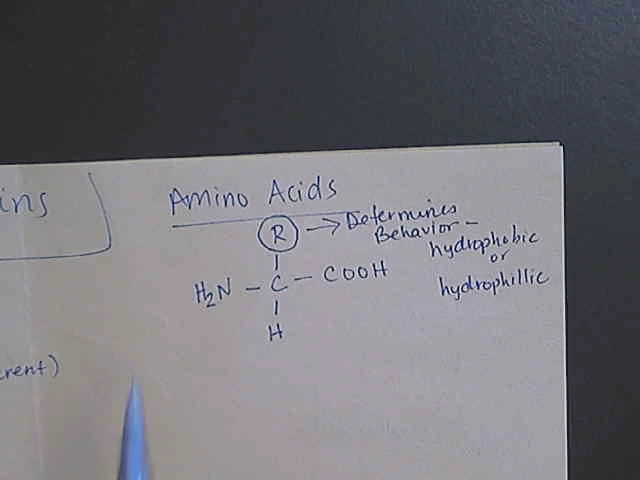 ins
Amino Acids
R → Determines
Behavior -
hydrophobic
or
hydrophillic
H₂N - C - COOH
H
rent)